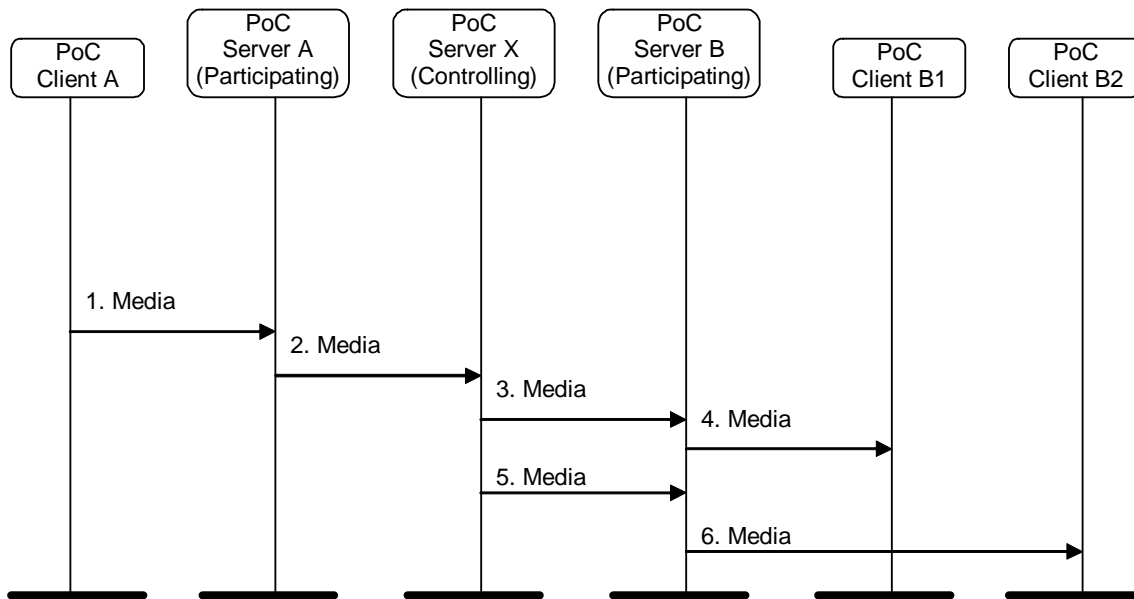 PoC
Client A
PoC
Server A
(Participating)
PoC
Server X
(Controlling)
PoC
Server B
(Participating)
PoC
Client B1
PoC
Client B2
1. Media
2. Media
3. Media
4. Media
5. Media
6. Media